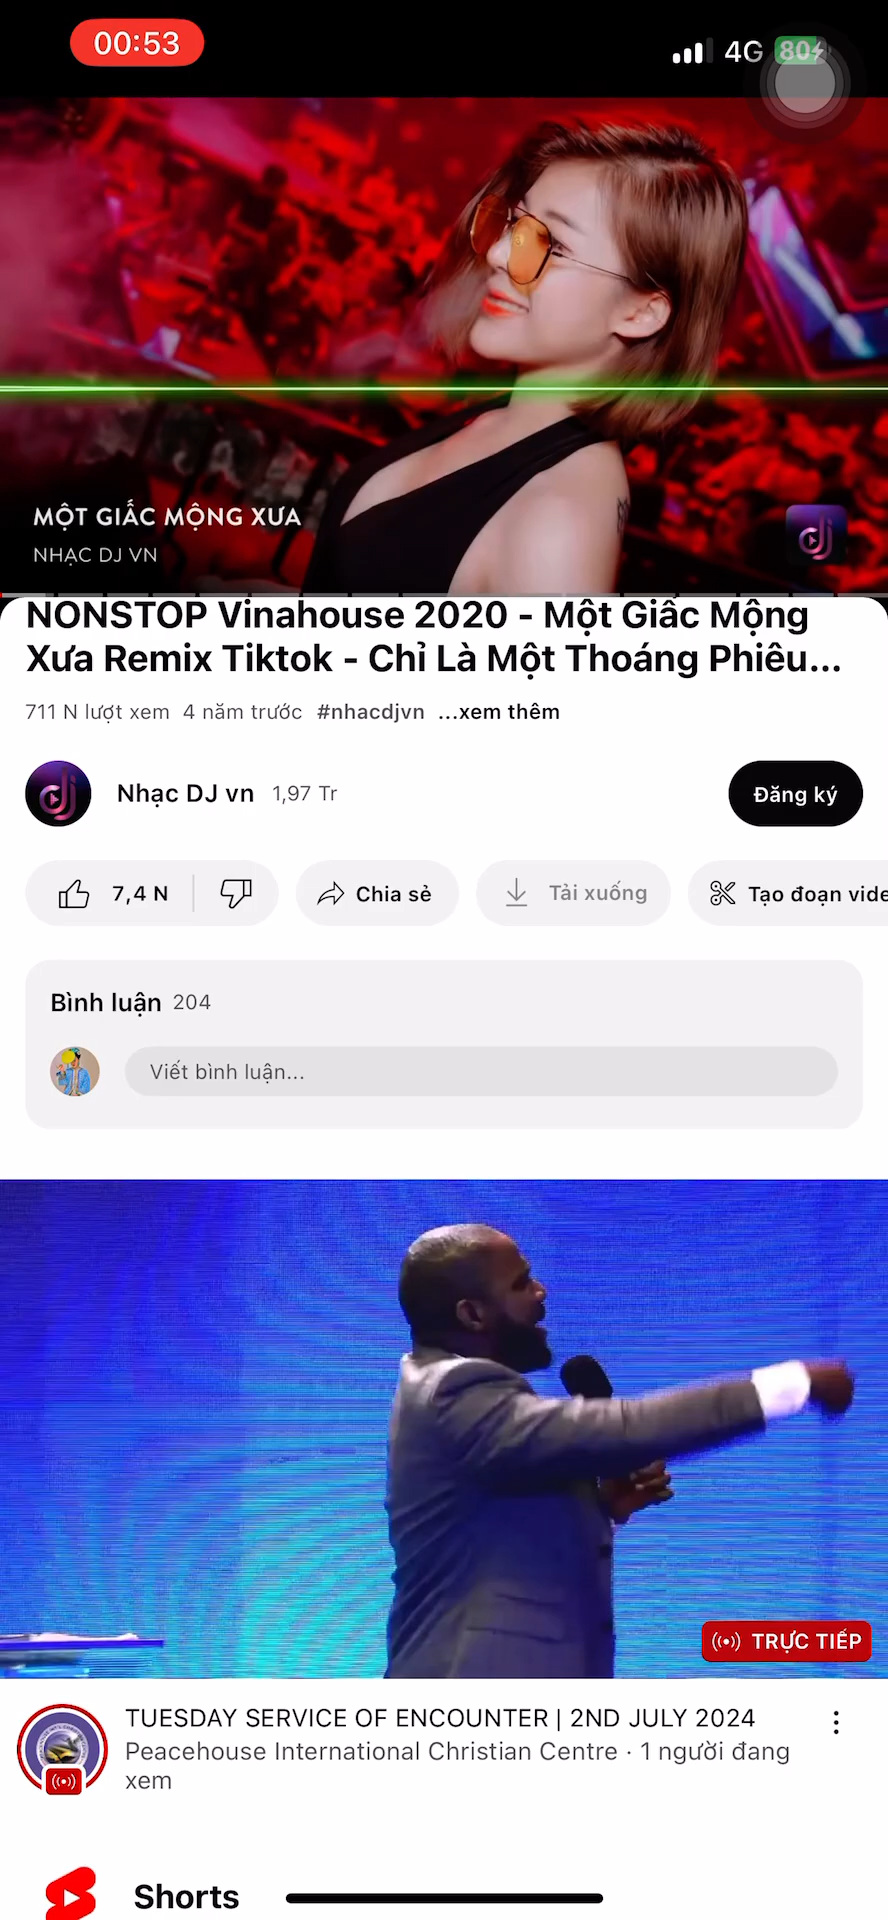 00:53
4G 80
MỘT GIẤC MỘNG XƯA
NHẠC DJ VN
NONSTOP Vinahouse 2020 - Một Giấc Mộng
Xưa Remix Tiktok - Chỉ Là Một Thoáng Phiêu...
711 N lượt xem 4 năm trước #nhacdjvn ...xem thêm
Nhạc DJ vn 1,97 Tr
Đăng ký
7,4 N
Chia sẻ
Tải xuống
Tạo đoạn vide
Bình luận 204
Viết bình luận...
TRỰC TIẾP
TUESDAY SERVICE OF ENCOUNTER | 2ND JULY 2024
Peacehouse International Christian Centre · 1 người đang
xem
Shorts